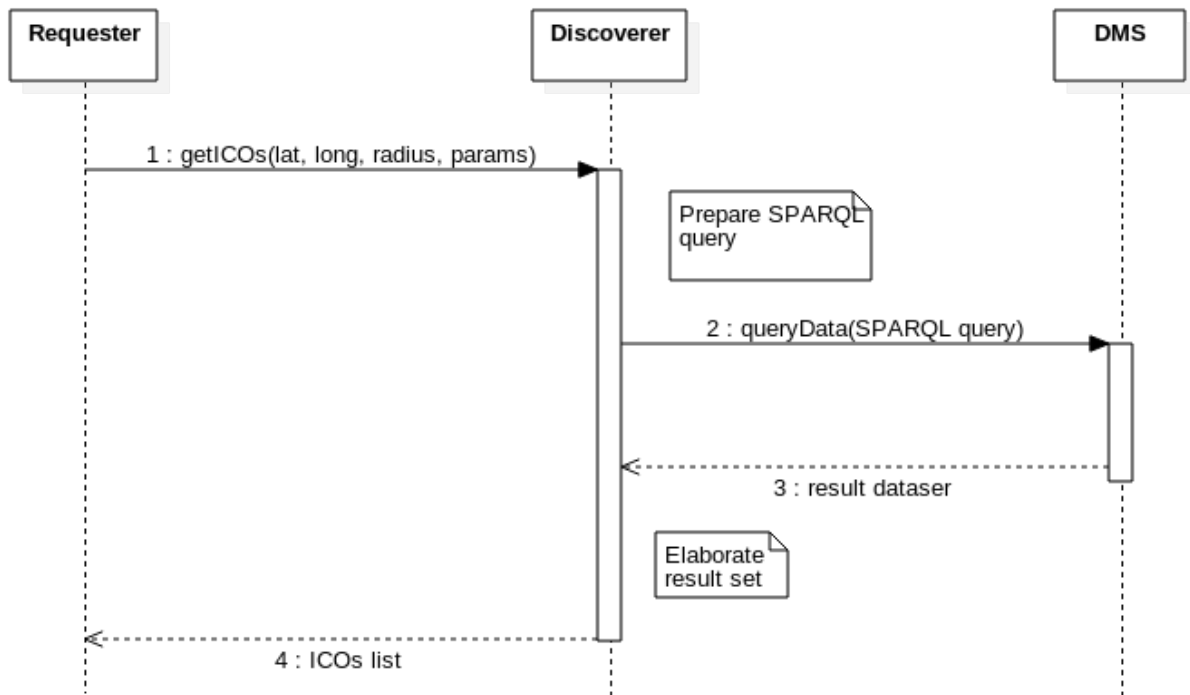 Requester
Discoverer
DMS
1 : getICOs(lat, long, radius, params)
Prepare SPARQL
query
2 : queryData(SPARQL query)
3 : result dataser
Elaborate
result set
4 : ICOs list